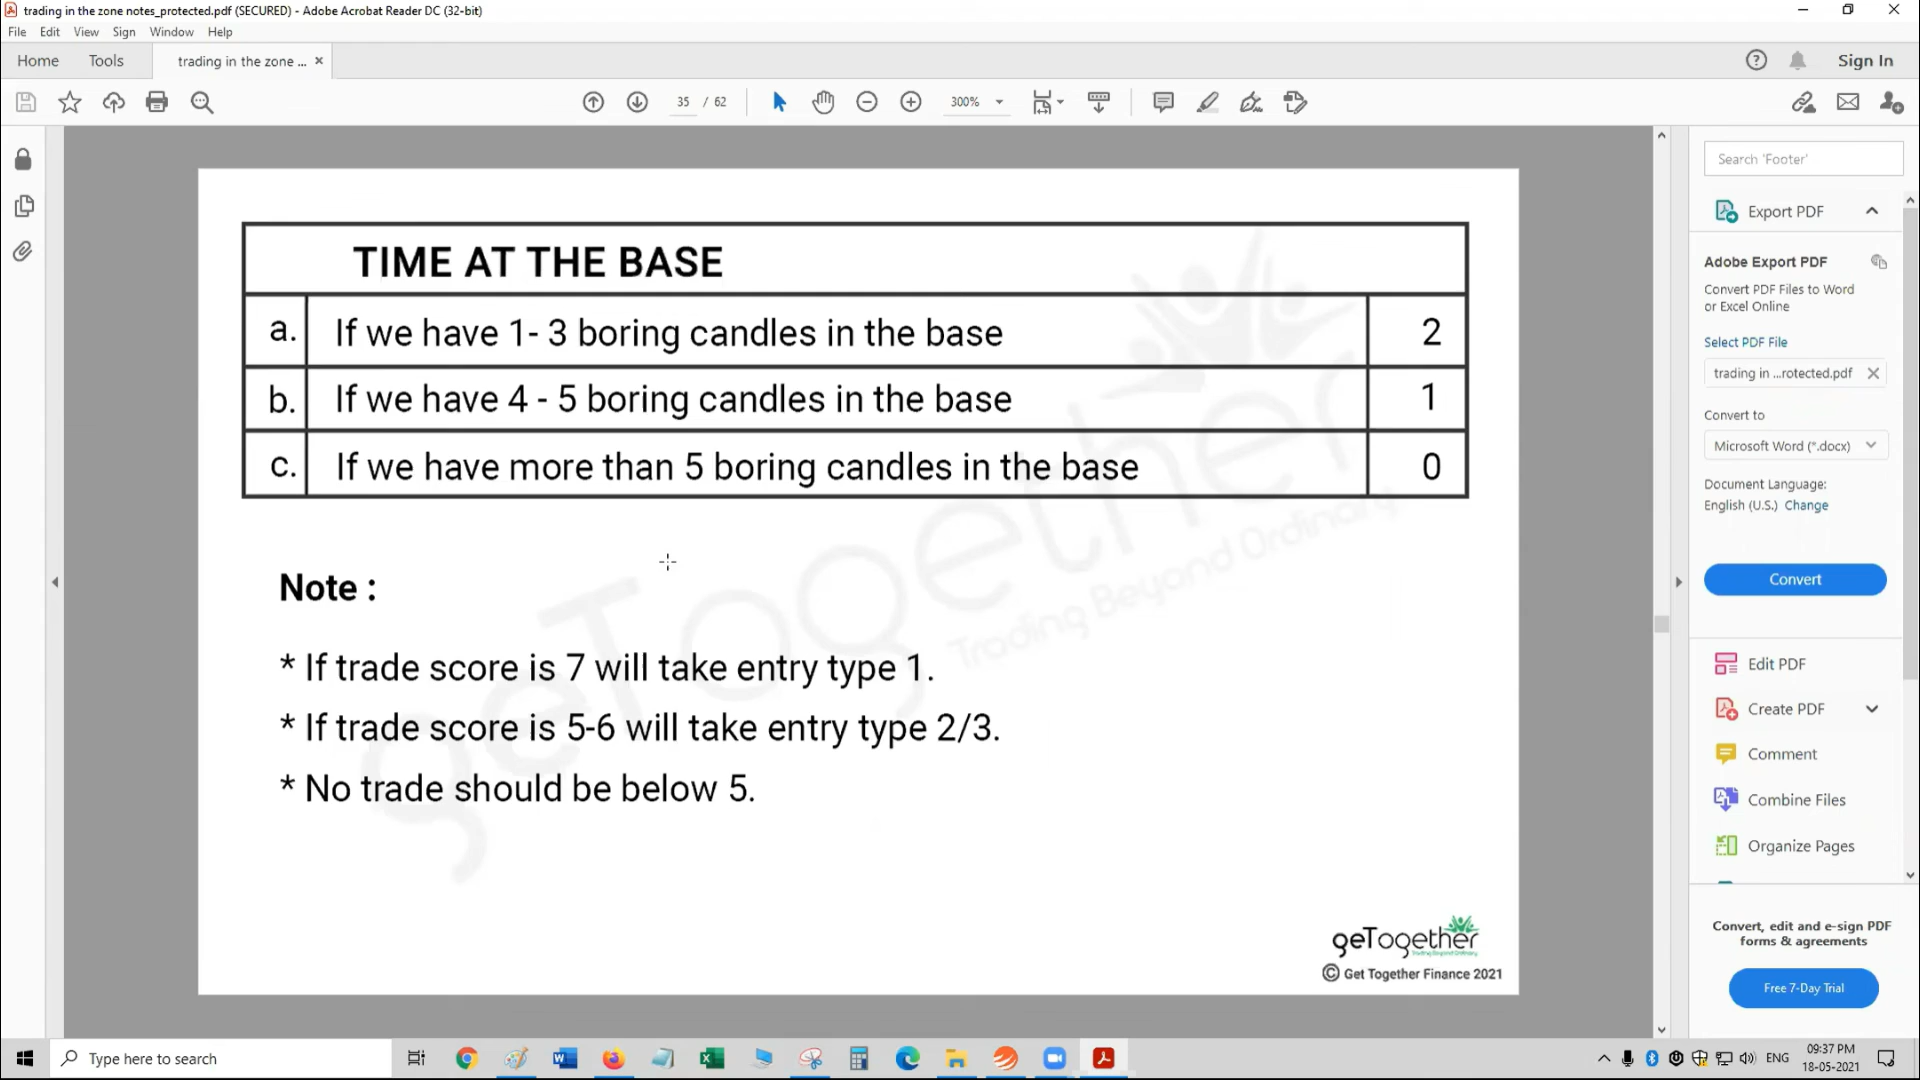 trading in the zone notes_protected.pdf (SECURED) - Adobe Acrobat Reader DC (32-bit)
File Edit View Sign Window Help
Home Tools trading in the zone ... × Sign In
35 / 62 300%
Search 'Footer'
Export PDF
Adobe Export PDF
Convert PDF Files to Word
or Excel Online
Select PDF File
trading in ...rotected.pdf
Convert to
Microsoft Word (*.docx)
Document Language:
English (U.S.) Change
Convert
Edit PDF
Create PDF
Comment
Combine Files
Organize Pages
Convert, edit and e-sign PDF
forms & agreements
Free 7-Day Trial
TIME AT THE BASE
a. If we have 1- 3 boring candles in the base 2
b. If we have 4 - 5 boring candles in the base 1
c. If we have more than 5 boring candles in the base 0
Note :
* If trade score is 7 will take entry type 1.
* If trade score is 5-6 will take entry type 2/3.
* No trade should be below 5.
geTogether
Trading Beyond Ordinary
geTogether
Trading Beyond Ordinary
© Get Together Finance 2021
Type here to search
ENG
09:37 PM
18-05-2021